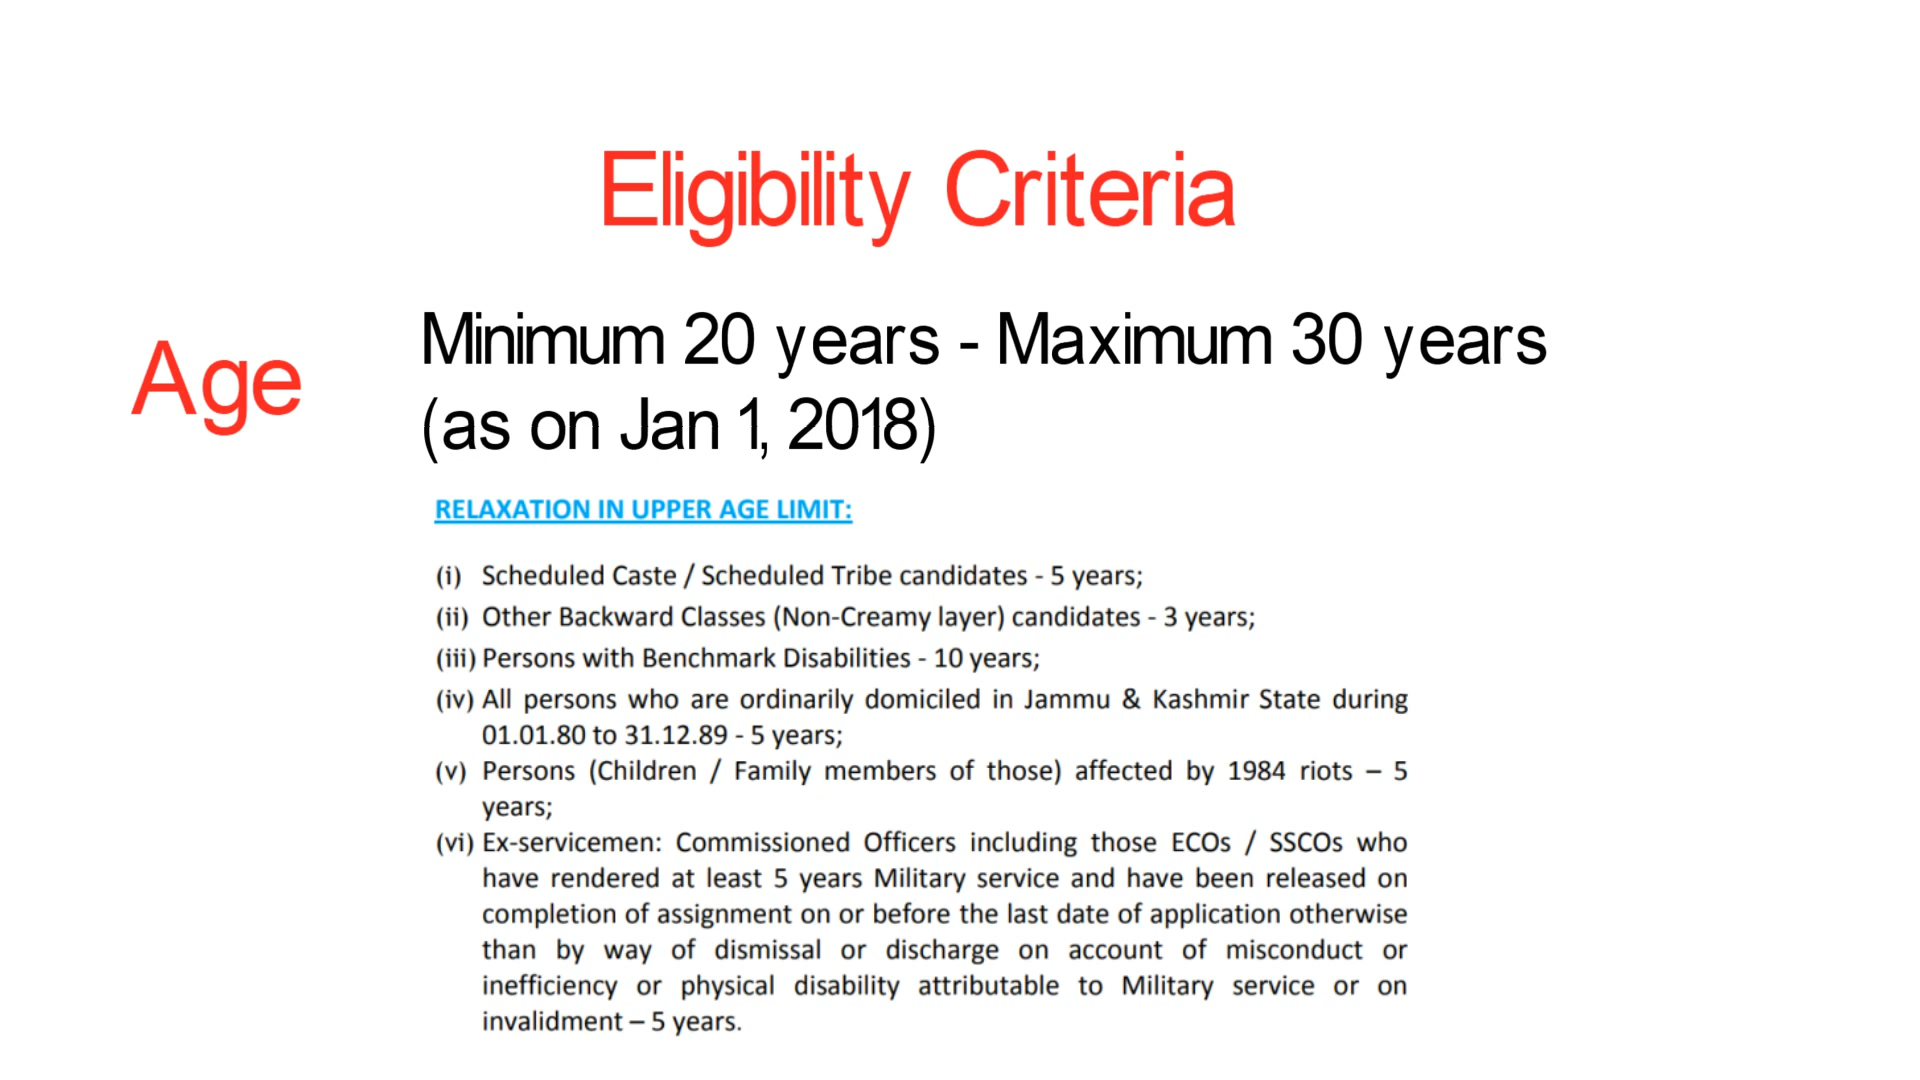 Eligibility Criteria
Age
Minimum 20 years - Maximum 30 years
(as on Jan 1, 2018)
RELAXATION IN UPPER AGE LIMIT:
(i) Scheduled Caste / Scheduled Tribe candidates - 5 years;
(ii) Other Backward Classes (Non-Creamy layer) candidates - 3 years;
(iii) Persons with Benchmark Disabilities - 10 years;
(iv) All persons who are ordinarily domiciled in Jammu & Kashmir State during
01.01.80 to 31.12.89 - 5 years;
(v) Persons (Children / Family members of those) affected by 1984 riots – 5
years;
(vi) Ex-servicemen: Commissioned Officers including those ECOs / SSCOs who
have rendered at least 5 years Military service and have been released on
completion of assignment on or before the last date of application otherwise
than by way of dismissal or discharge on account of misconduct or
inefficiency or physical disability attributable to Military service or on
invalidment – 5 years.